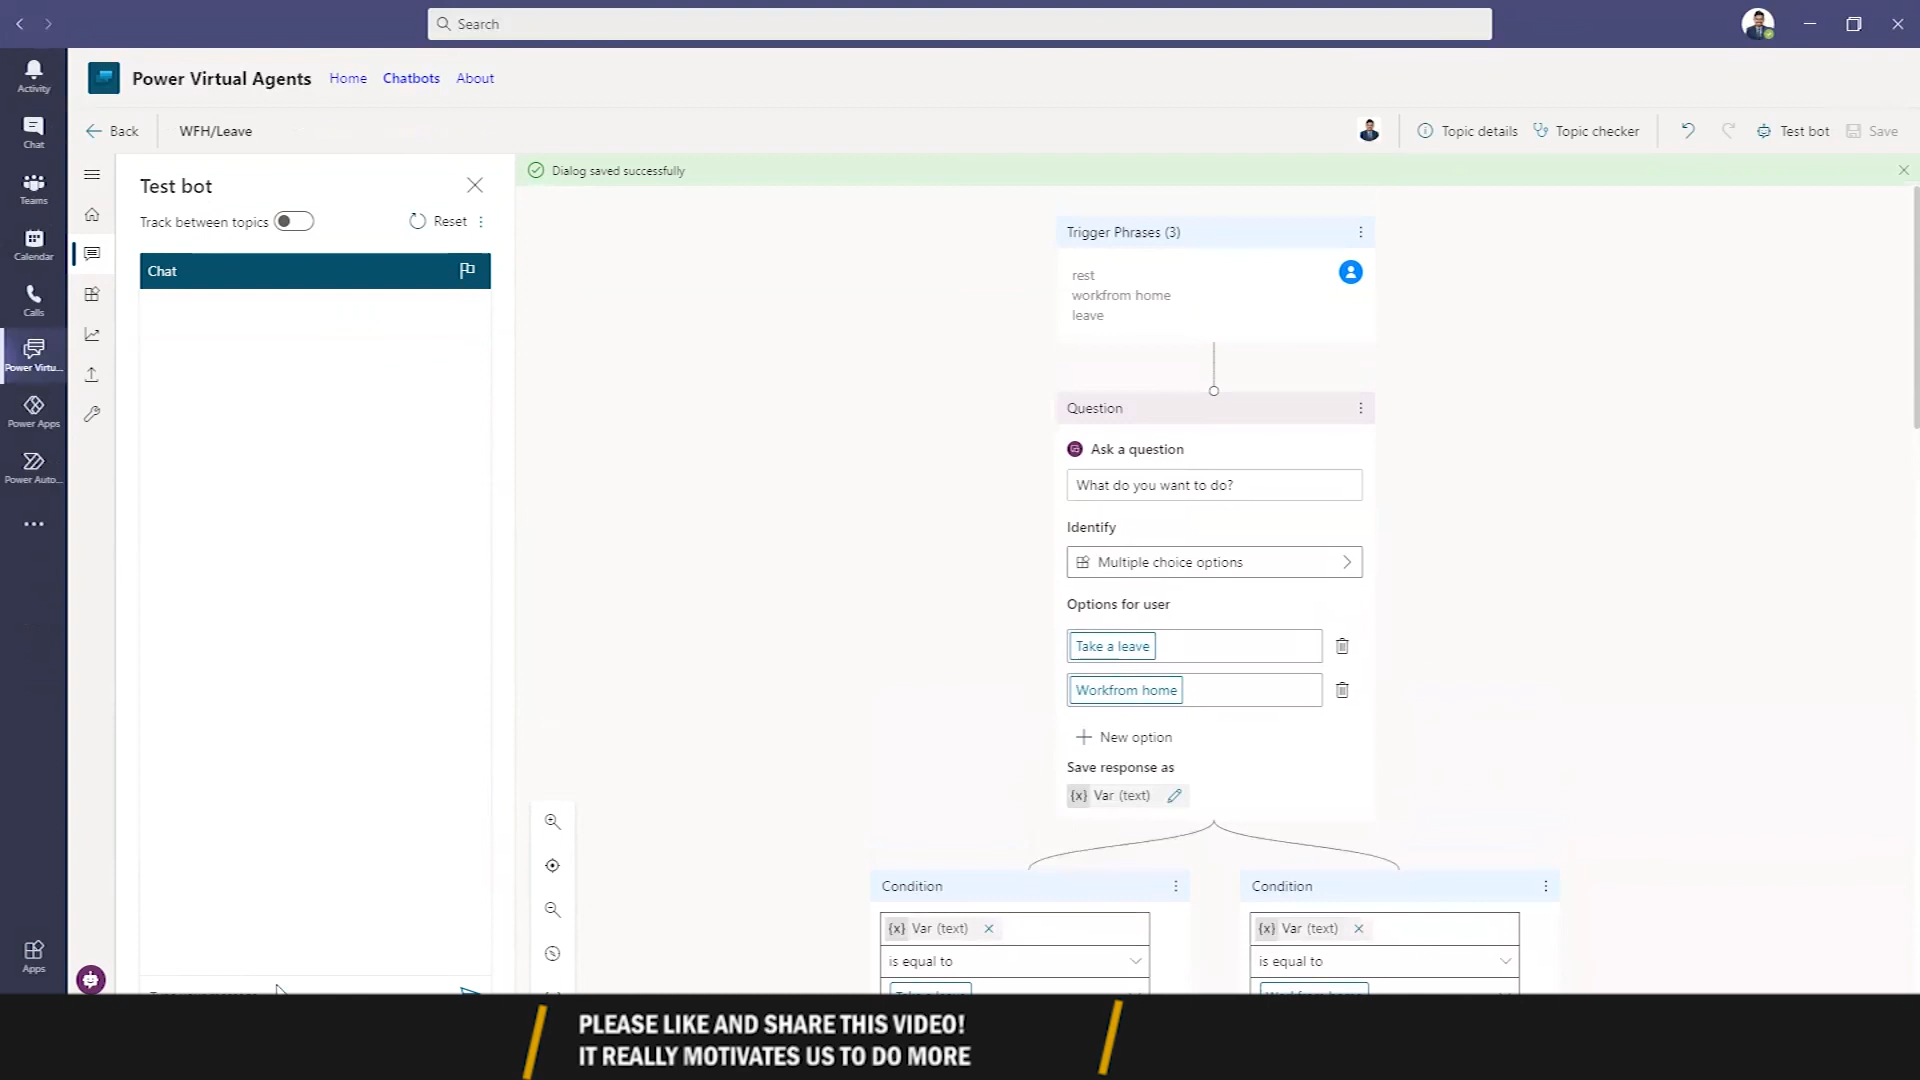 Search
Activity
Chat
Teams
Calendar
Calls
Power Virtu...
Power Apps
Power Auto...
Apps
Power Virtual Agents
Home
Chatbots
About
Back
WFH/Leave
Topic details
Topic checker
Test bot
Save
Test bot
Track between topics
Reset
Chat
Dialog saved successfully
Trigger Phrases (3)
rest
workfrom home
leave
Question
Ask a question
What do you want to do?
Identify
Multiple choice options
Options for user
Take a leave
Workfrom home
New option
Save response as
{x} Var (text)
Condition
{x} Var (text)
is equal to
Condition
{x} Var (text)
is equal to
PLEASE LIKE AND SHARE THIS VIDEO!
IT REALLY MOTIVATES US TO DO MORE